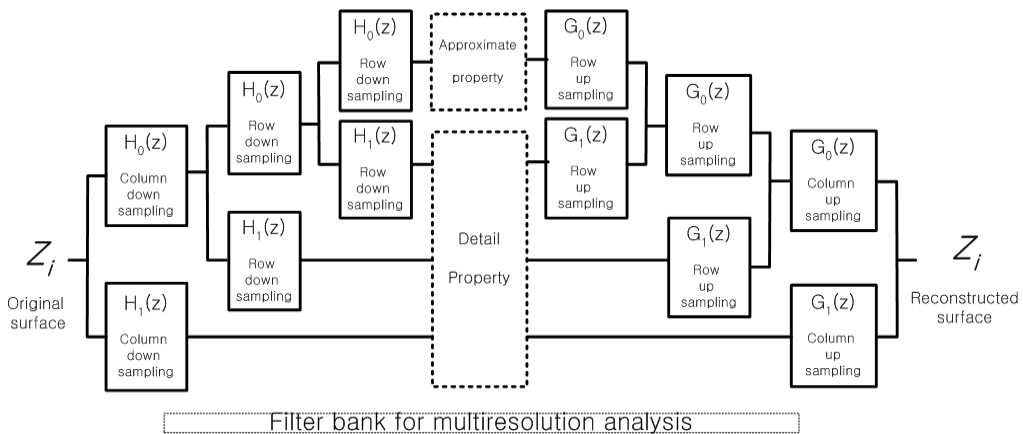 H0(z)
Row
down
sampling
Approximate
property
G0(z)
Row
up
sampling
H0(z)
Row
down
sampling
G0(z)
Row
up
sampling
H1(z)
Row
down
sampling
G1(z)
Row
up
sampling
H0(z)
Column
down
sampling
G0(z)
Column
up
sampling
H1(z)
Row
down
sampling
Detail
Property
G1(z)
Row
up
sampling
Zi
Original
surface
Zi
Reconstructed
surface
H1(z)
Column
down
sampling
G1(z)
Column
up
sampling
Filter bank for multiresolution analysis